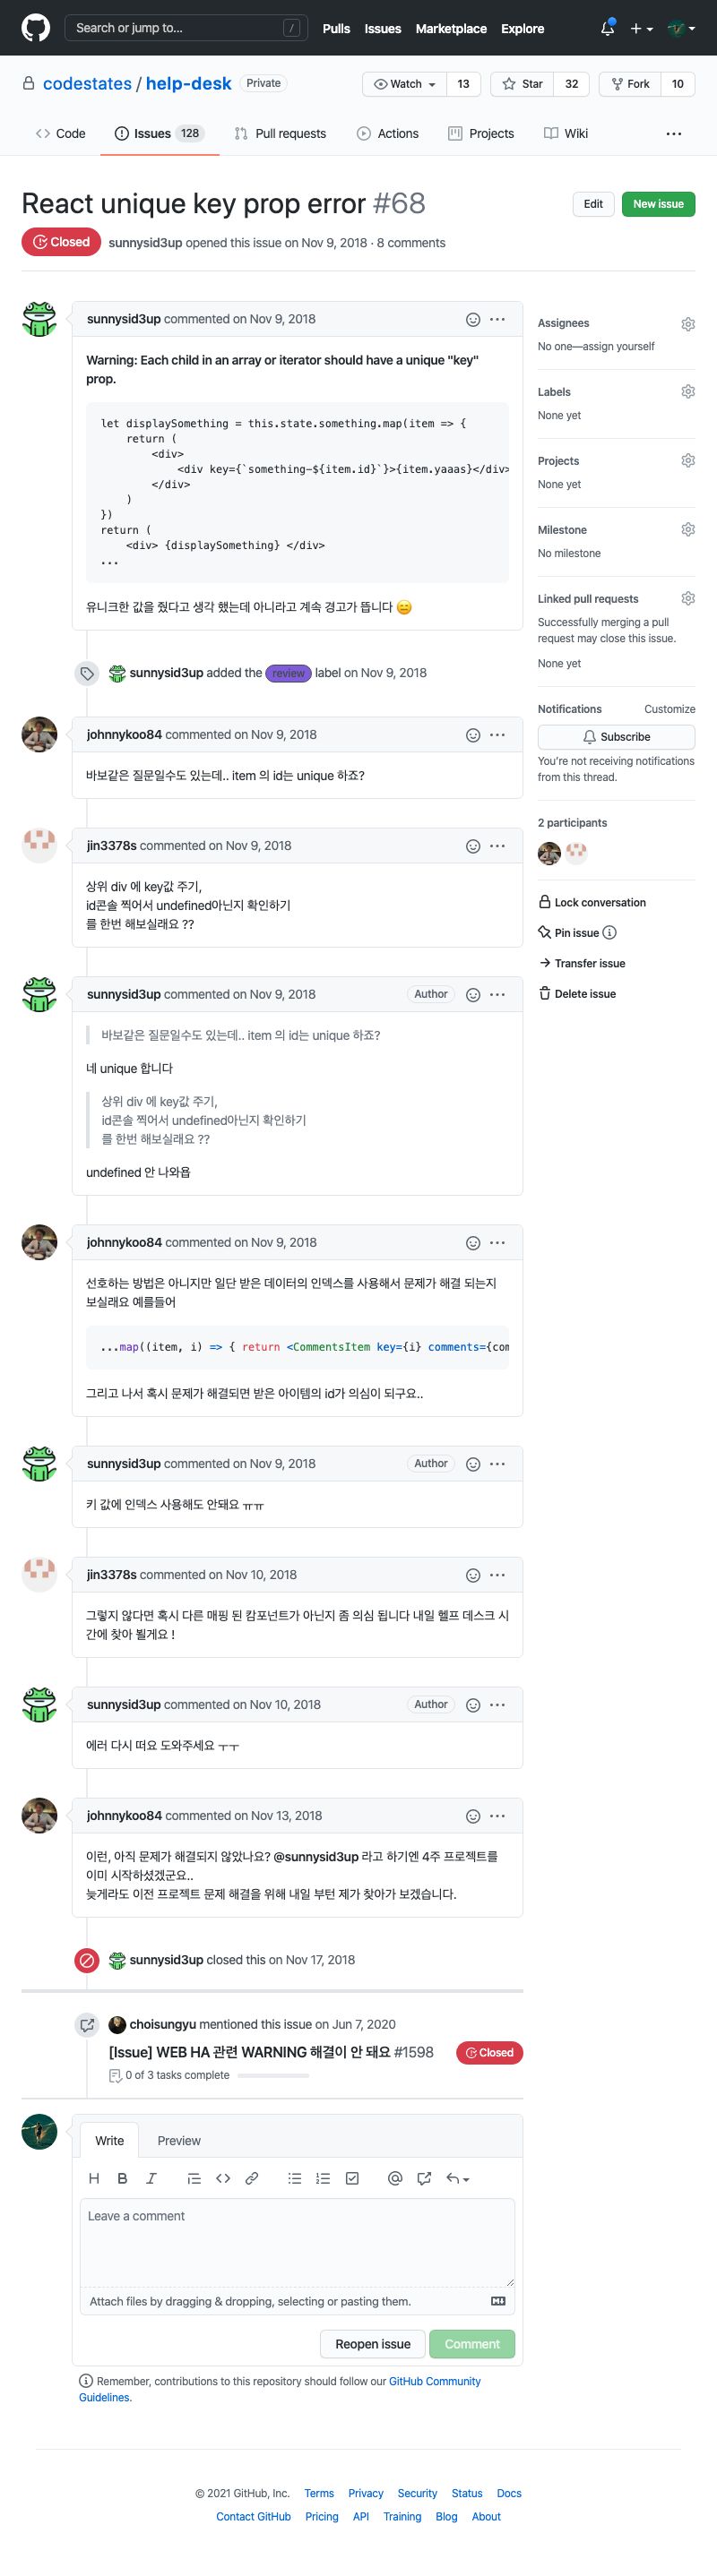 Search or jump to... /
Pulls Issues Marketplace Explore
codestates / help-desk Private
Watch 13 Star 32 Fork 10
Code Issues 128 Pull requests Actions Projects Wiki ...
React unique key prop error #68
Edit New issue
Closed sunnysid3up opened this issue on Nov 9, 2018 · 8 comments
sunnysid3up commented on Nov 9, 2018
Warning: Each child in an array or iterator should have a unique "key"
prop.
let displaySomething = this.state.something.map(item => {
    return (
        <div>
            <div key={`something-${item.id}`}>{item.yaaas}</div>
        </div>
    )
})
return (
    <div> {displaySomething} </div>
...
유니크한 값을 줬다고 생각 했는데 아니라고 계속 경고가 뜹니다 😄
sunnysid3up added the review label on Nov 9, 2018
johnnykoo84 commented on Nov 9, 2018
바보같은 질문일수도 있는데.. item 의 id는 unique 하죠?
jin3378s commented on Nov 9, 2018
상위 div 에 key값 주기,
id콘솔 찍어서 undefined아닌지 확인하기
를 한번 해보실래요 ??
sunnysid3up commented on Nov 9, 2018 Author
바보같은 질문일수도 있는데.. item 의 id는 unique 하죠?
네 unique 합니다
상위 div 에 key값 주기,
id콘솔 찍어서 undefined아닌지 확인하기
를 한번 해보실래요 ??
undefined 안 나와욥
johnnykoo84 commented on Nov 9, 2018
선호하는 방법은 아니지만 일단 받은 데이터의 인덱스를 사용해서 문제가 해결 되는지
보실래요 예를들어
...map((item, i) => { return <CommentsItem key={i} comments={com
그리고 나서 혹시 문제가 해결되면 받은 아이템의 id가 의심이 되구요..
sunnysid3up commented on Nov 9, 2018 Author
키 값에 인덱스 사용해도 안돼요 ㅠㅠ
jin3378s commented on Nov 10, 2018
그렇지 않다면 혹시 다른 매핑 된 캄포넌트가 아닌지 좀 의심 됩니다 내일 헬프 데스크 시
간에 찾아 뵐게요 !
sunnysid3up commented on Nov 10, 2018 Author
에러 다시 떠요 도와주세요 ㅜㅜ
johnnykoo84 commented on Nov 13, 2018
이런, 아직 문제가 해결되지 않았나요? @sunnysid3up 라고 하기엔 4주 프로젝트를
이미 시작하셨겠군요..
늦게라도 이전 프로젝트 문제 해결을 위해 내일 부턴 제가 찾아가 보겠습니다.
sunnysid3up closed this on Nov 17, 2018
choisungyu mentioned this issue on Jun 7, 2020
[Issue] WEB HA 관련 WARNING 해결이 안 돼요 #1598 Closed
0 of 3 tasks complete
Write Preview
Leave a comment
Attach files by dragging & dropping, selecting or pasting them.
Reopen issue Comment
Remember, contributions to this repository should follow our GitHub Community
Guidelines.
Assignees
No one—assign yourself
Labels
None yet
Projects
None yet
Milestone
No milestone
Linked pull requests
Successfully merging a pull
request may close this issue.
None yet
Notifications Customize
Subscribe
You're not receiving notifications
from this thread.
2 participants
Lock conversation
Pin issue
Transfer issue
Delete issue
© 2021 GitHub, Inc. Terms Privacy Security Status Docs
Contact GitHub Pricing API Training Blog About